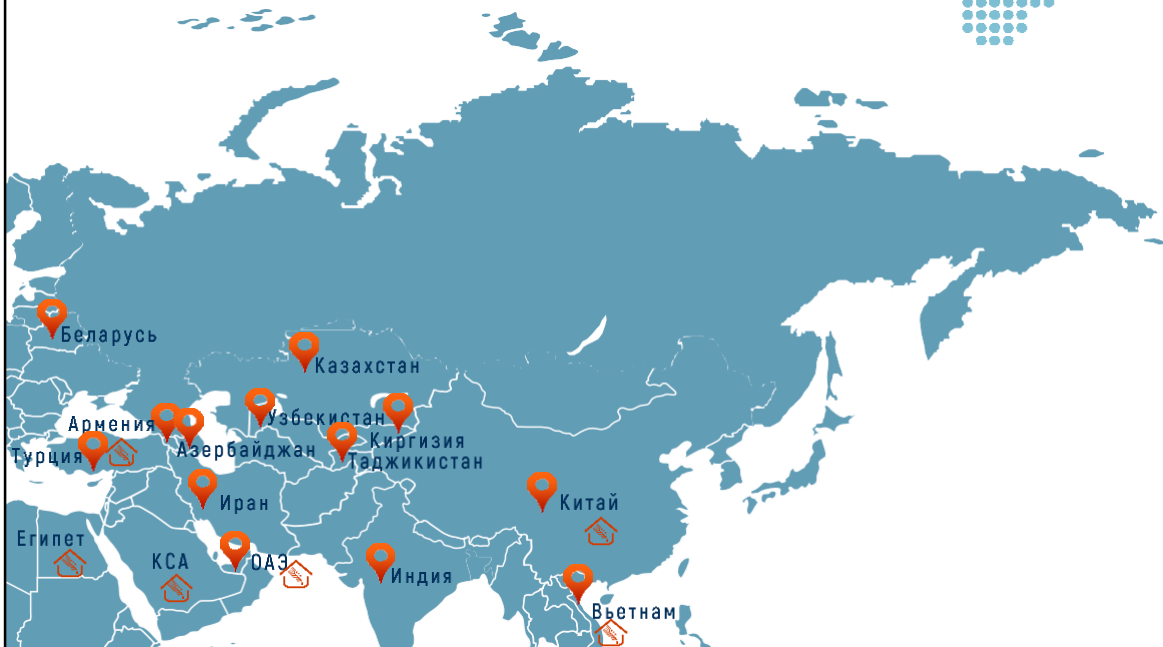 Беларусь
Казахстан
Узбекистан
Армения
Киргизия
Азербайджан
Турция
Таджикистан
Иран
Китай
Египет
КСА
ОАЭ
Индия
Вьетнам